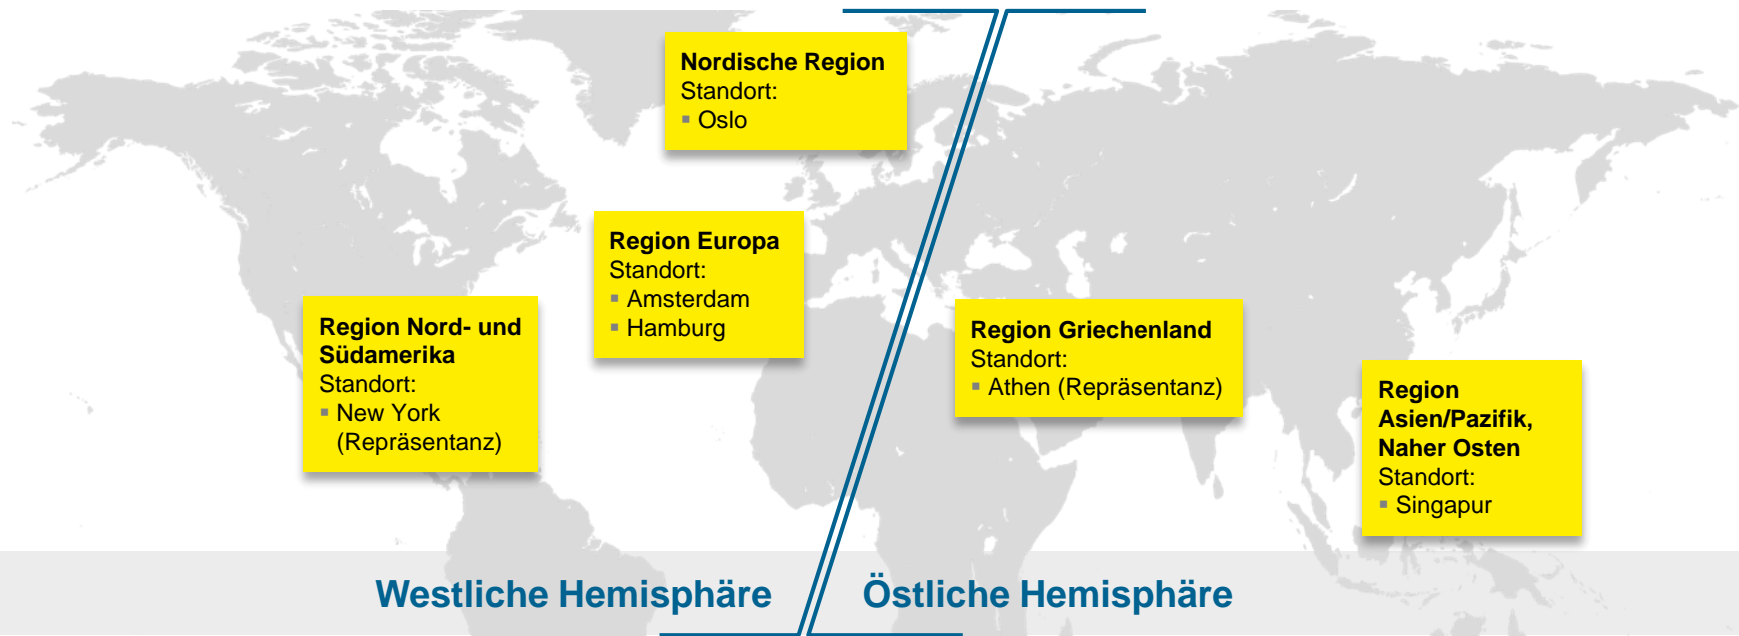 Nordische Region
Standort:
▪ Oslo
Region Europa
Standort:
▪ Amsterdam
▪ Hamburg
Region Nord- und
Südamerika
Standort:
▪ New York
(Repräsentanz)
Region Griechenland
Standort:
▪ Athen (Repräsentanz)
Region
Asien/Pazifik,
Naher Osten
Standort:
▪ Singapur
Westliche Hemisphäre
Östliche Hemisphäre